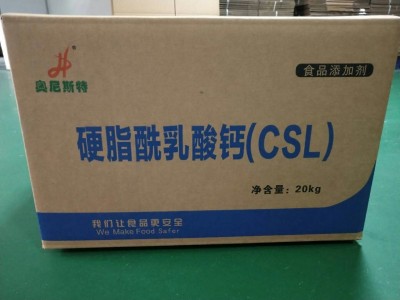 奥尼斯特
食品添加剂
硬脂酰乳酸钙(CSL)
净含量：20kg
我们让食品更安全
We Make Food Safer